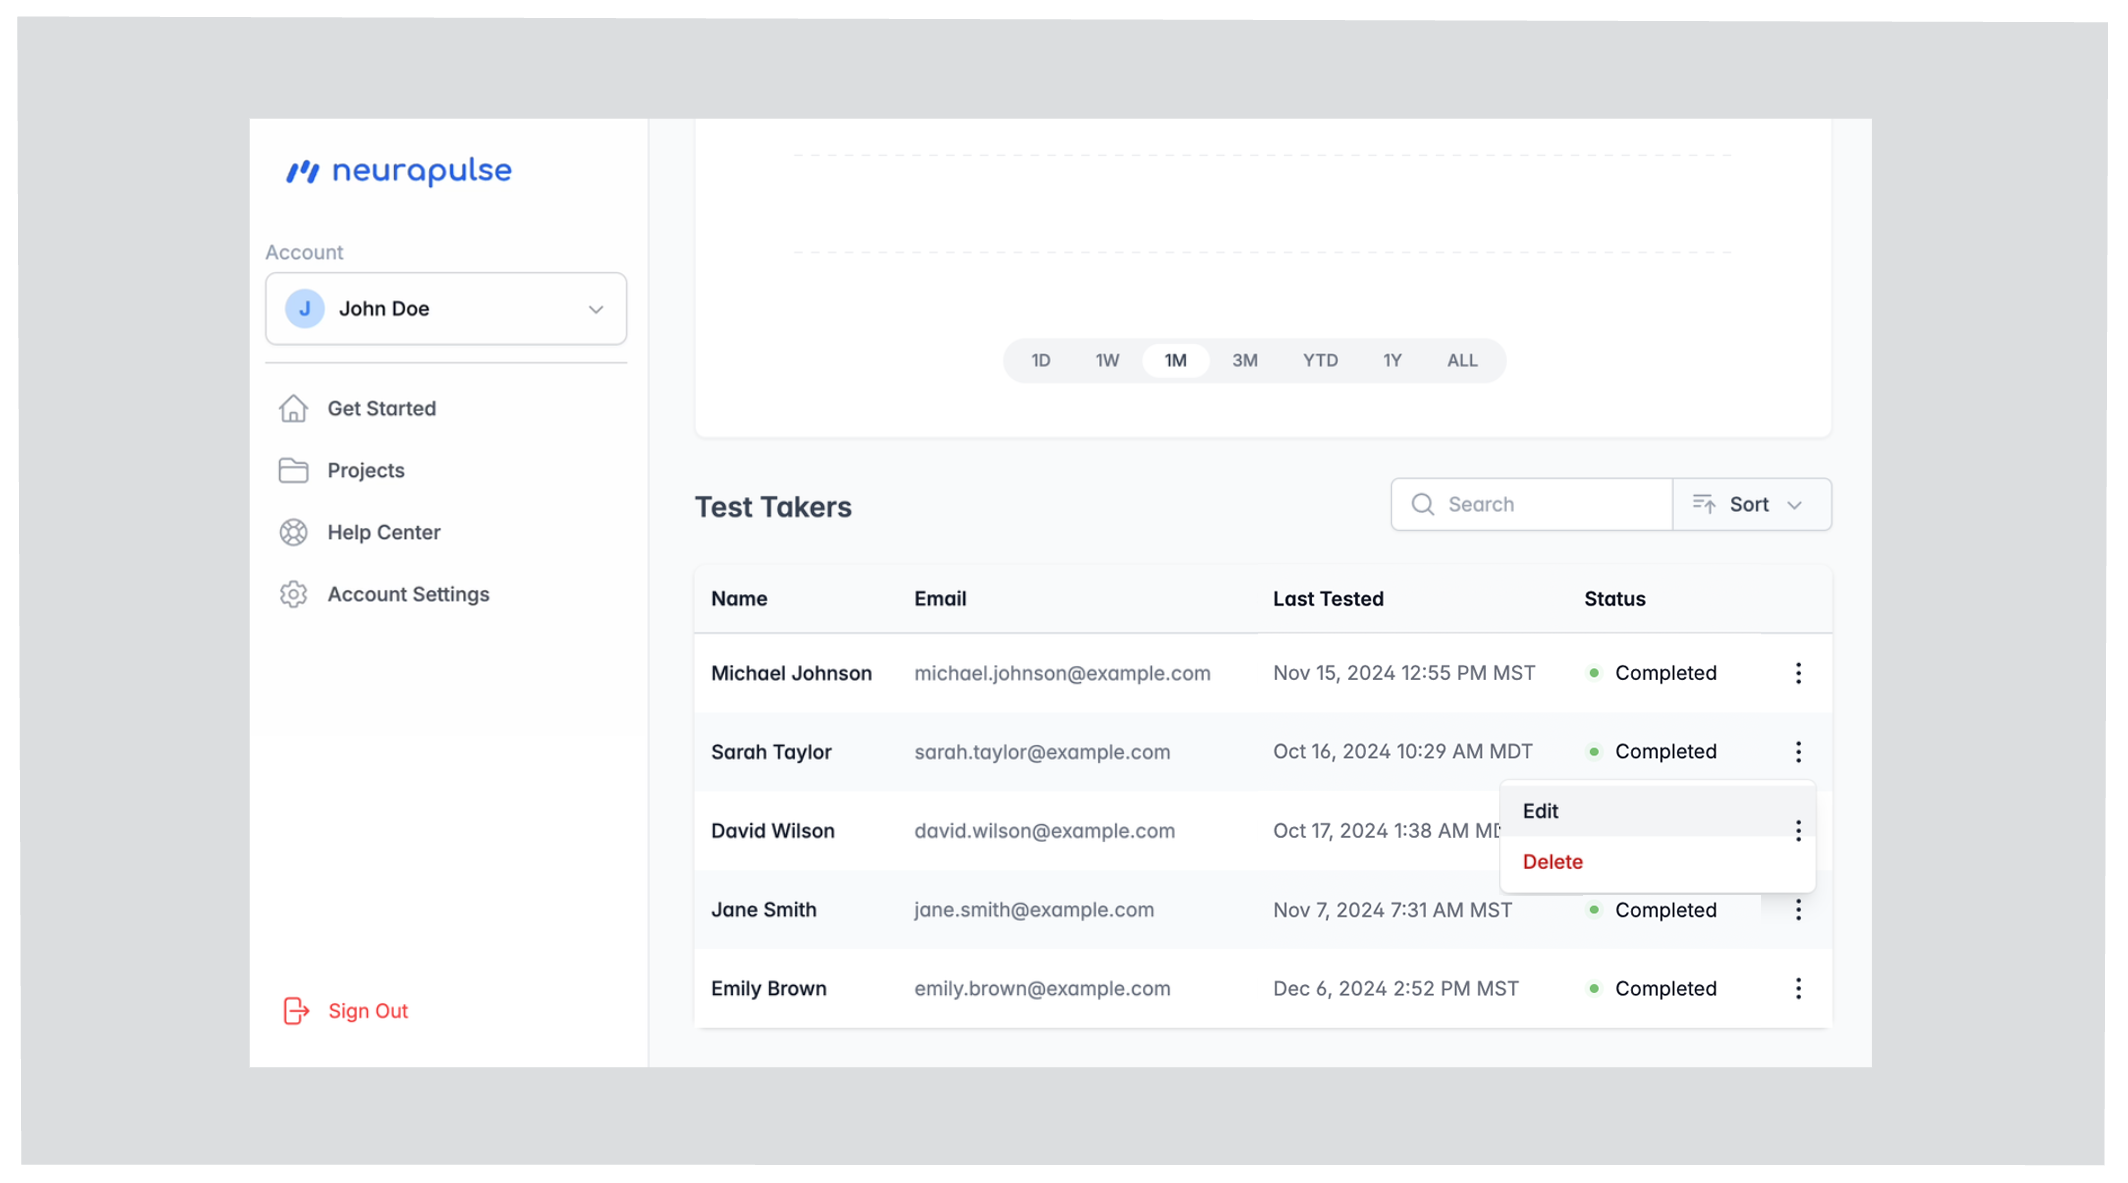 neurapulse
Account
J John Doe
Get Started
Projects
Help Center
Account Settings
Sign Out
1D 1W 1M 3M YTD 1Y ALL
Test Takers
Search
Sort
Name Email Last Tested Status
Michael Johnson michael.johnson@example.com Nov 15, 2024 12:55 PM MST Completed
Sarah Taylor sarah.taylor@example.com Oct 16, 2024 10:29 AM MDT Completed
David Wilson david.wilson@example.com Oct 17, 2024 1:38 AM
Edit
Delete
Jane Smith jane.smith@example.com Nov 7, 2024 7:31 AM MST Completed
Emily Brown emily.brown@example.com Dec 6, 2024 2:52 PM MST Completed